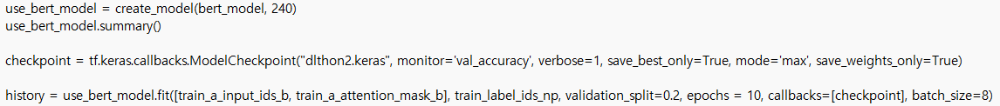 use_bert_model = create_model(bert_model, 240)
use_bert_model.summary()
checkpoint = tf.keras.callbacks.ModelCheckpoint("dlthon2.keras", monitor='val_accuracy', verbose=1, save_best_only=True, mode='max', save_weights_only=True)
history = use_bert_model.fit([train_a_input_ids_b, train_a_attention_mask_b], train_label_ids_np, validation_split=0.2, epochs = 10, callbacks=[checkpoint], batch_size=8)